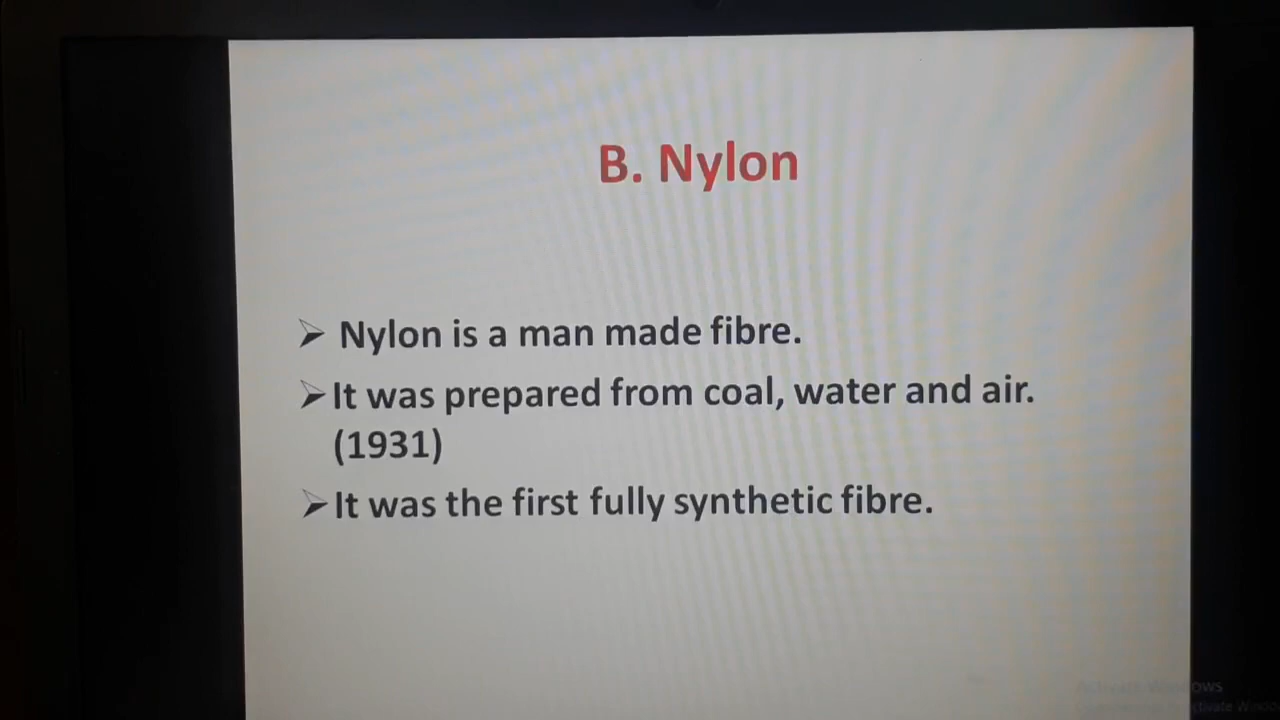 B. Nylon
➢ Nylon is a man made fibre.
➢ It was prepared from coal, water and air.
(1931)
➢ It was the first fully synthetic fibre.